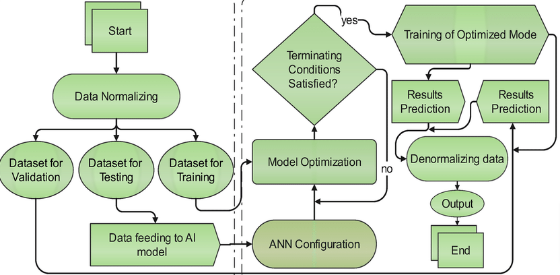 Start
Data Normalizing
Dataset for
Validation
Dataset for
Testing
Dataset for
Training
Data feeding to AI
model
yes
Terminating
Conditions
Satisfied?
Model Optimization
no
ANN Configuration
Training of Optimized Mode
Results
Prediction
Results
Prediction
Denormalizing data
Output
End